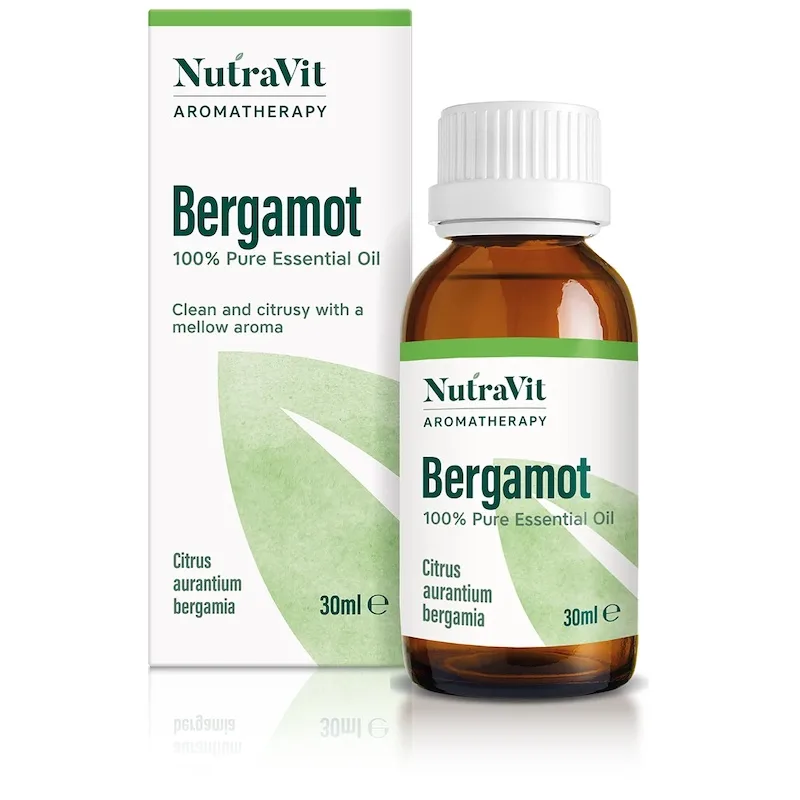 NutraVit
AROMATHERAPY
Bergamot
100% Pure Essential Oil
Clean and citrusy with a
mellow aroma
Citrus
aurantium
bergamia
30ml ℮
NutraVit
AROMATHERAPY
Bergamot
100% Pure Essential Oil
Citrus
aurantium
bergamia
30ml ℮